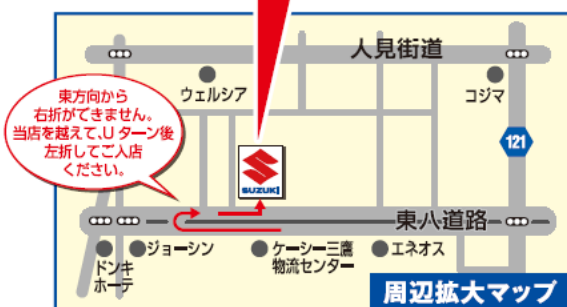 人見街道
ウェルシア
コジマ
東方向から
右折ができません。
当店を越えて、Uターン後
左折してご入店
ください。
121
SUZUKI
東八道路
ジョーシン
ケーシー三鷹
物流センター
エネオス
ドンキ
ホーテ
周辺拡大マップ